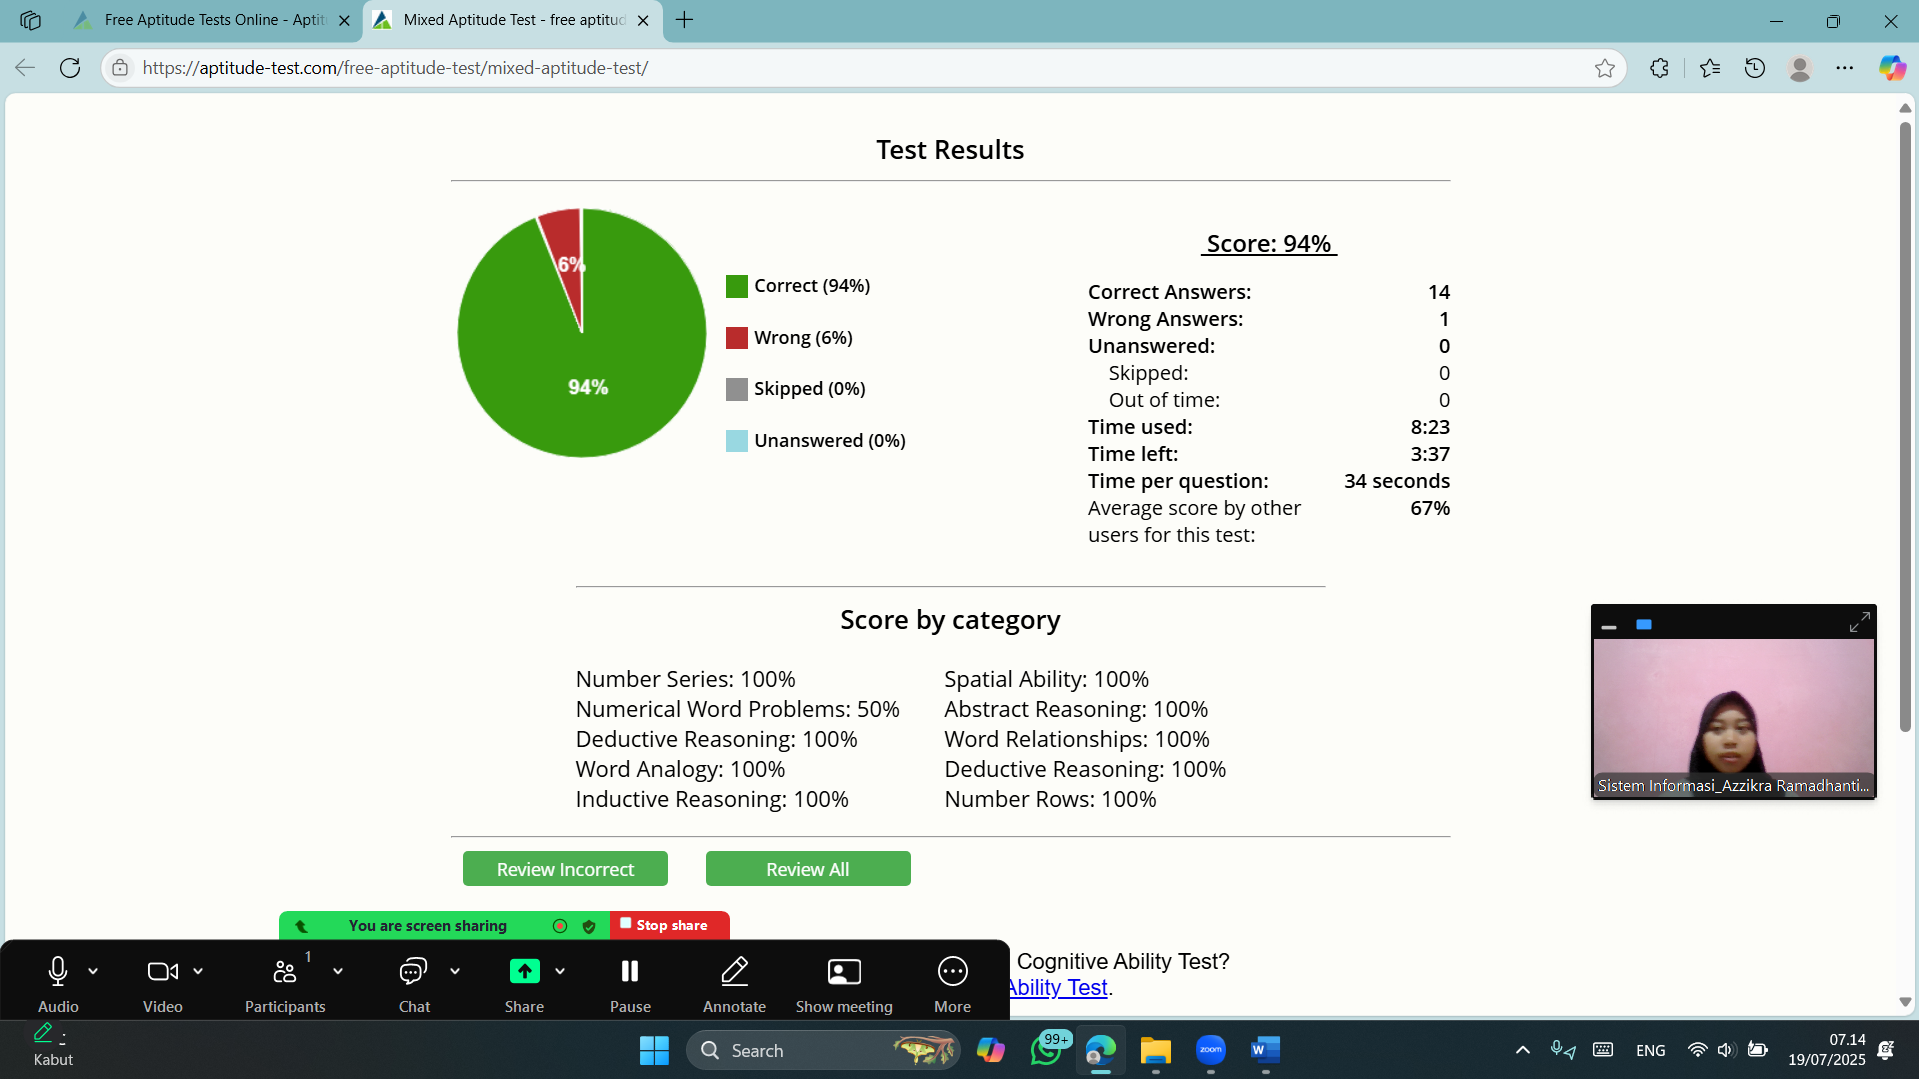 Free Aptitude Tests Online - Aptit
Mixed Aptitude Test - free aptitud
https://aptitude-test.com/free-aptitude-test/mixed-aptitude-test/
Test Results
6%
94%
Correct (94%)
Wrong (6%)
Skipped (0%)
Unanswered (0%)
Score: 94%
Correct Answers: 14
Wrong Answers: 1
Unanswered: 0
Skipped: 0
Out of time: 0
Time used: 8:23
Time left: 3:37
Time per question: 34 seconds
Average score by other 67%
users for this test:
Score by category
Number Series: 100%
Numerical Word Problems: 50%
Deductive Reasoning: 100%
Word Analogy: 100%
Inductive Reasoning: 100%
Spatial Ability: 100%
Abstract Reasoning: 100%
Word Relationships: 100%
Deductive Reasoning: 100%
Number Rows: 100%
Sistem Informasi_Azzikra Ramadhanti...
Review Incorrect
Review All
You are screen sharing
Stop share
Cognitive Ability Test?
Ability Test.
1
Audio
Video
Participants
Chat
Share
Pause
Annotate
Show meeting
More
-
Kabut
Search
99+
zoom
W
ENG
07.14
19/07/2025